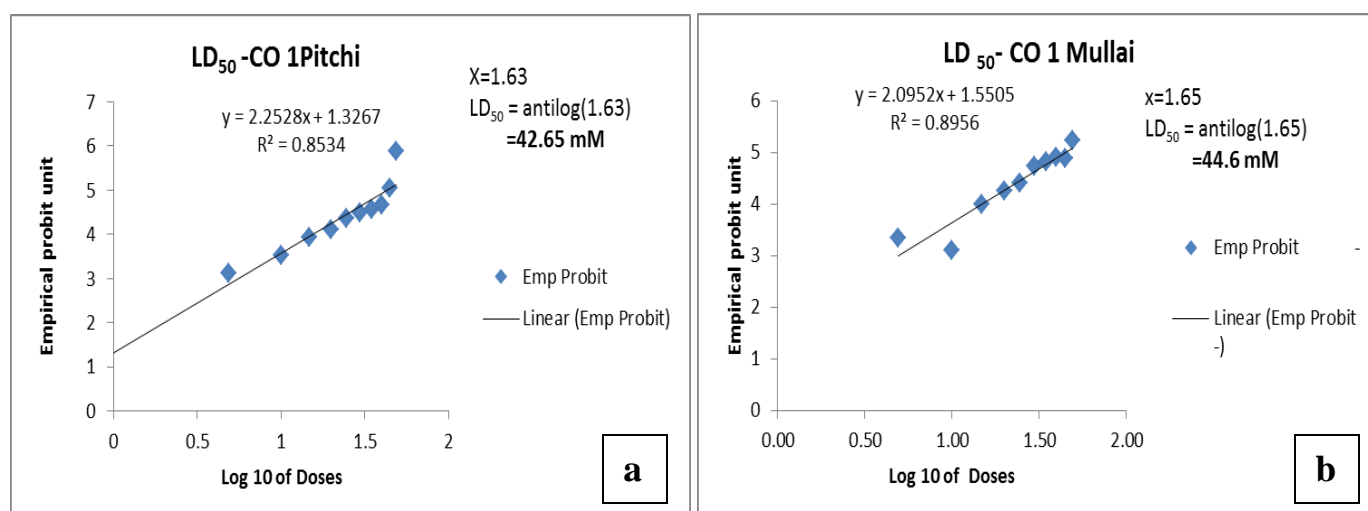 LD50 -CO 1Pitchi
X=1.63
LD50 = antilog(1.63)
=42.65 mM
y = 2.2528x + 1.3267
R² = 0.8534
7
6
5
4
3
2
1
0
Empirical probit unit
0 0.5 1 1.5 2
Log 10 of Doses
Emp Probit
Linear (Emp Probit)
a
LD 50- CO 1 Mullai
x=1.65
LD50 = antilog(1.65)
=44.6 mM
y = 2.0952x + 1.5505
R² = 0.8956
6
5
4
3
2
1
0
Empirical probit unit
0.00 0.50 1.00 1.50 2.00
Log 10 of Doses
Emp Probit -
Linear (Emp Probit
-)
b